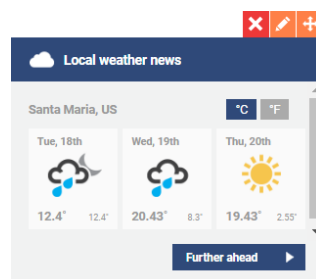 Local weather news
Santa Maria, US °C °F
Tue, 18th Wed, 19th Thu, 20th
12.4° 12.4° 20.43° 8.3° 19.43° 2.55°
Further ahead